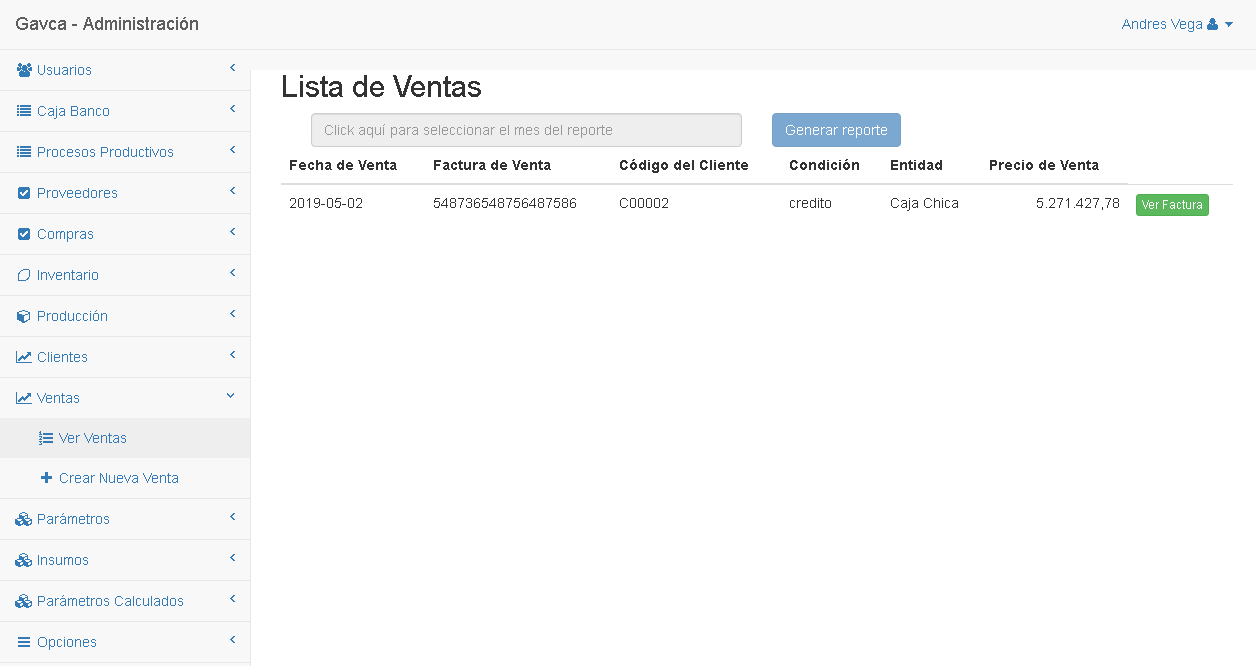 Gavca - Administración
Andres Vega
Usuarios
Caja Banco
Procesos Productivos
Proveedores
Compras
Inventario
Producción
Clientes
Ventas
Ver Ventas
Crear Nueva Venta
Parámetros
Insumos
Parámetros Calculados
Opciones
Lista de Ventas
Click aquí para seleccionar el mes del reporte
Generar reporte
Fecha de Venta Factura de Venta Código del Cliente Condición Entidad Precio de Venta
2019-05-02 548736548756487586 C00002 credito Caja Chica 5.271.427,78 Ver Factura